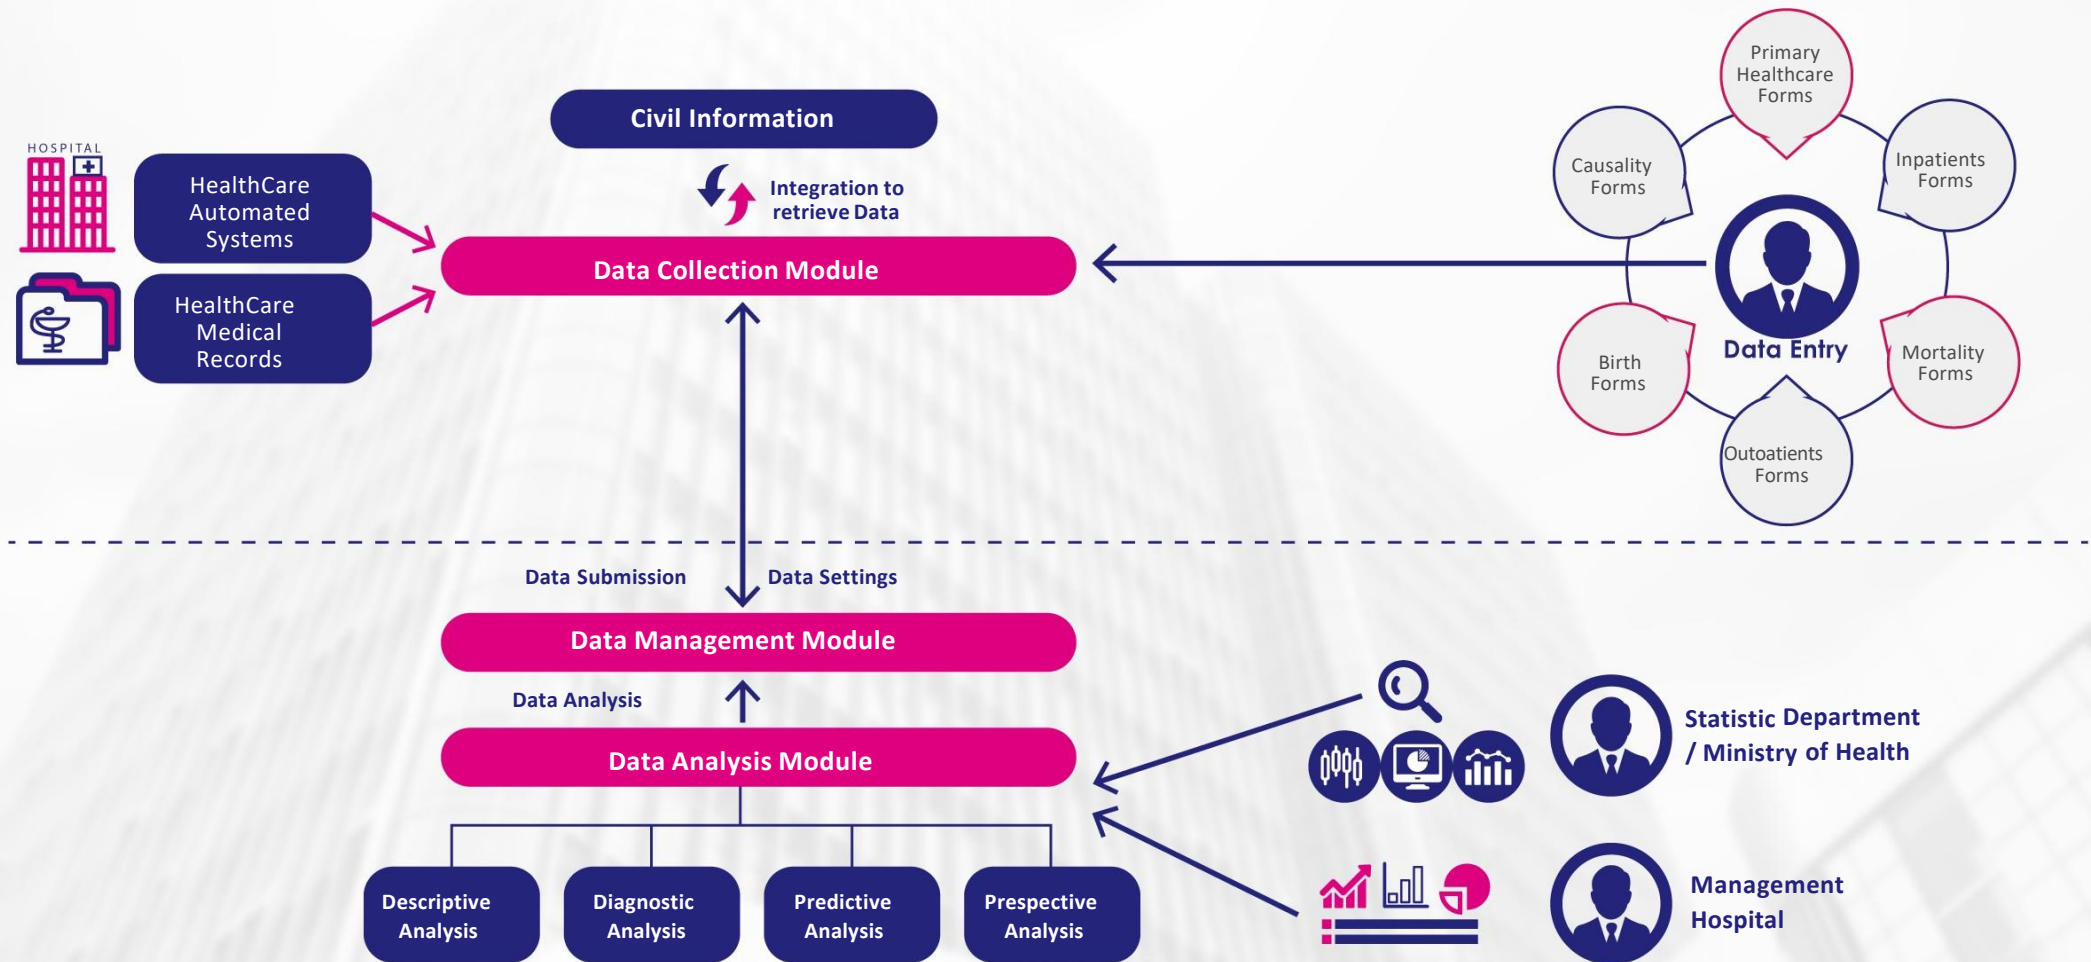 Primary
Healthcare
Forms
Civil Information
HOSPITAL
HealthCare
Automated
Systems
Integration to
retrieve Data
Causality
Forms
Inpatients
Forms
Data Collection Module
HealthCare
Medical
Records
Data Entry
Birth
Forms
Mortality
Forms
Outoatients
Forms
Data Submission
Data Settings
Data Management Module
Data Analysis
Data Analysis Module
Statistic Department
/ Ministry of Health
Descriptive
Analysis
Diagnostic
Analysis
Predictive
Analysis
Prespective
Analysis
Management
Hospital